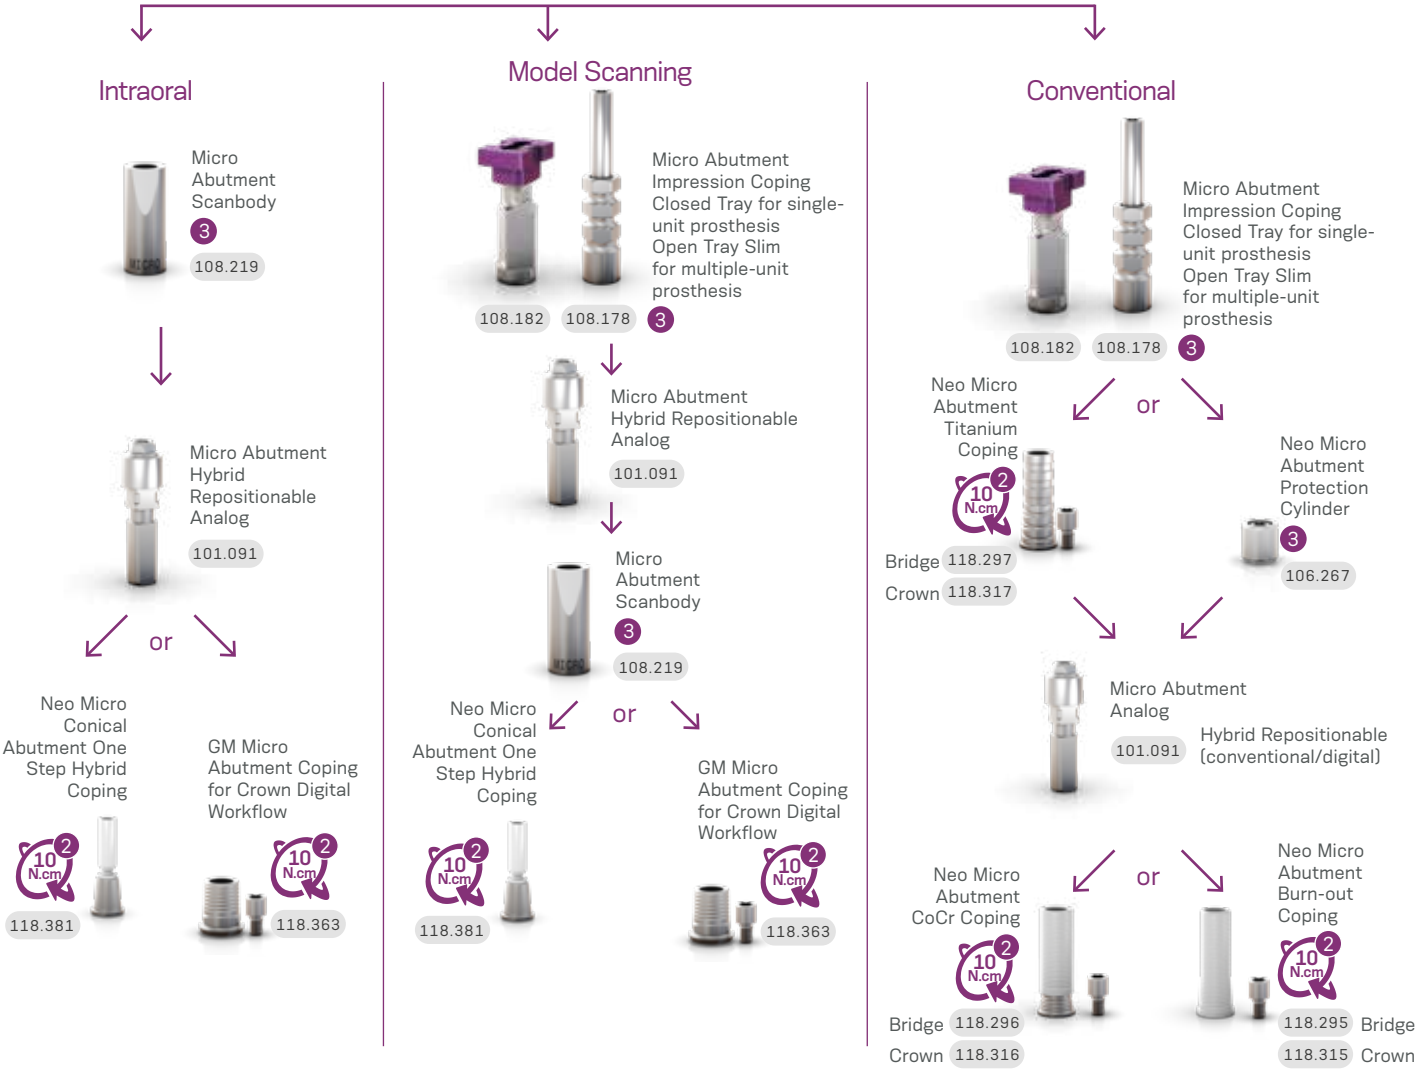 Intraoral
Micro
Abutment
Scanbody
3
108.219
MICRO
Micro Abutment
Hybrid
Repositionable
Analog
101.091
or
Neo Micro
Conical
Abutment One
Step Hybrid
Coping
10
N.cm
2
118.381
GM Micro
Abutment Coping
for Crown Digital
Workflow
10
N.cm
2
118.363
Model Scanning
Micro Abutment
Impression Coping
Closed Tray for single-
unit prosthesis
Open Tray Slim
for multiple-unit
prosthesis
108.182
108.178
3
Micro Abutment
Hybrid Repositionable
Analog
101.091
Micro
Abutment
Scanbody
3
108.219
MICRO
or
Neo Micro
Conical
Abutment One
Step Hybrid
Coping
10
N.cm
2
118.381
GM Micro
Abutment Coping
for Crown Digital
Workflow
10
N.cm
2
118.363
Conventional
Micro Abutment
Impression Coping
Closed Tray for single-
unit prosthesis
Open Tray Slim
for multiple-unit
prosthesis
108.182
108.178
3
or
Neo Micro
Abutment
Titanium
Coping
10
N.cm
2
Bridge 118.297
Crown 118.317
Neo Micro
Abutment
Protection
Cylinder
3
106.267
Micro Abutment
Analog
101.091
Hybrid Repositionable
(conventional/digital)
or
Neo Micro
Abutment
CoCr Coping
10
N.cm
2
Bridge 118.296
Crown 118.316
Neo Micro
Abutment
Burn-out
Coping
10
N.cm
2
118.295 Bridge
118.315 Crown